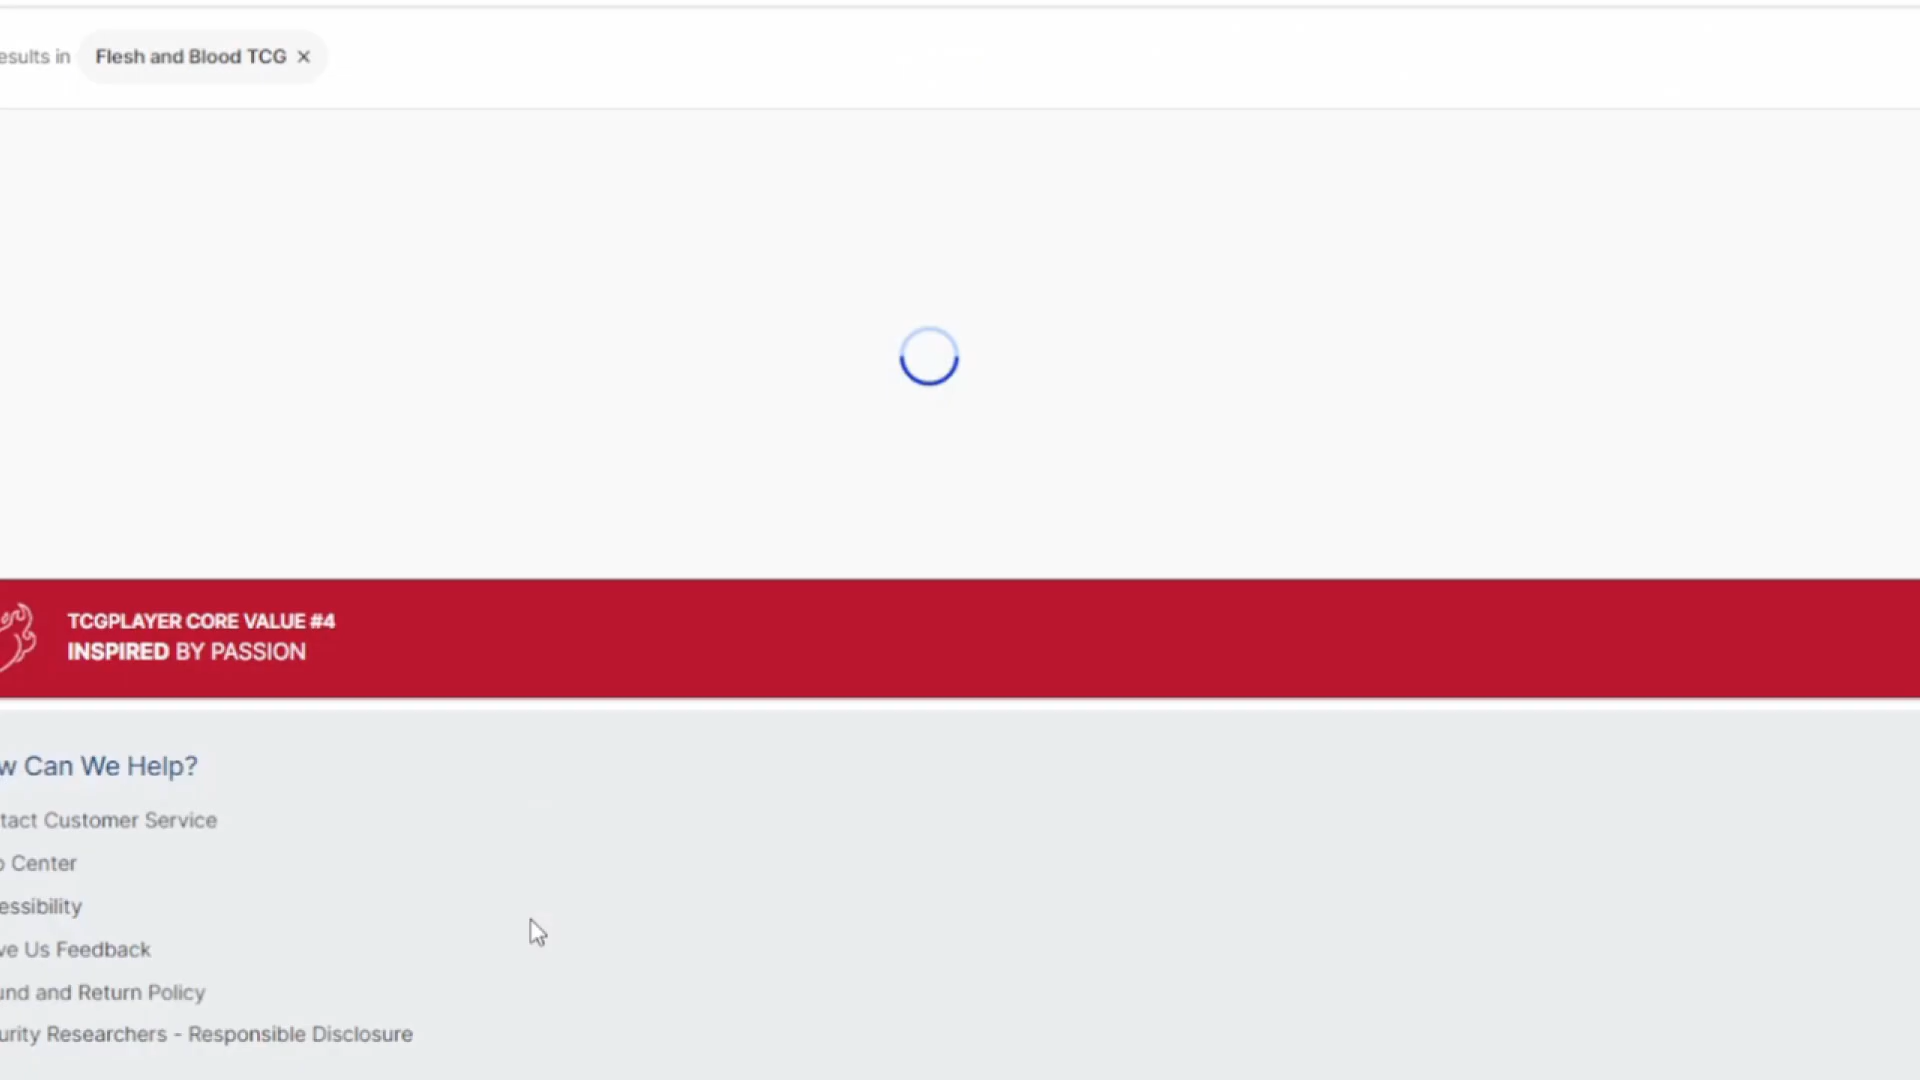 esults in Flesh and Blood TCG ×
TCGPLAYER CORE VALUE #4
INSPIRED BY PASSION
w Can We Help?
tact Customer Service
p Center
essibility
ve Us Feedback
und and Return Policy
urity Researchers - Responsible Disclosure